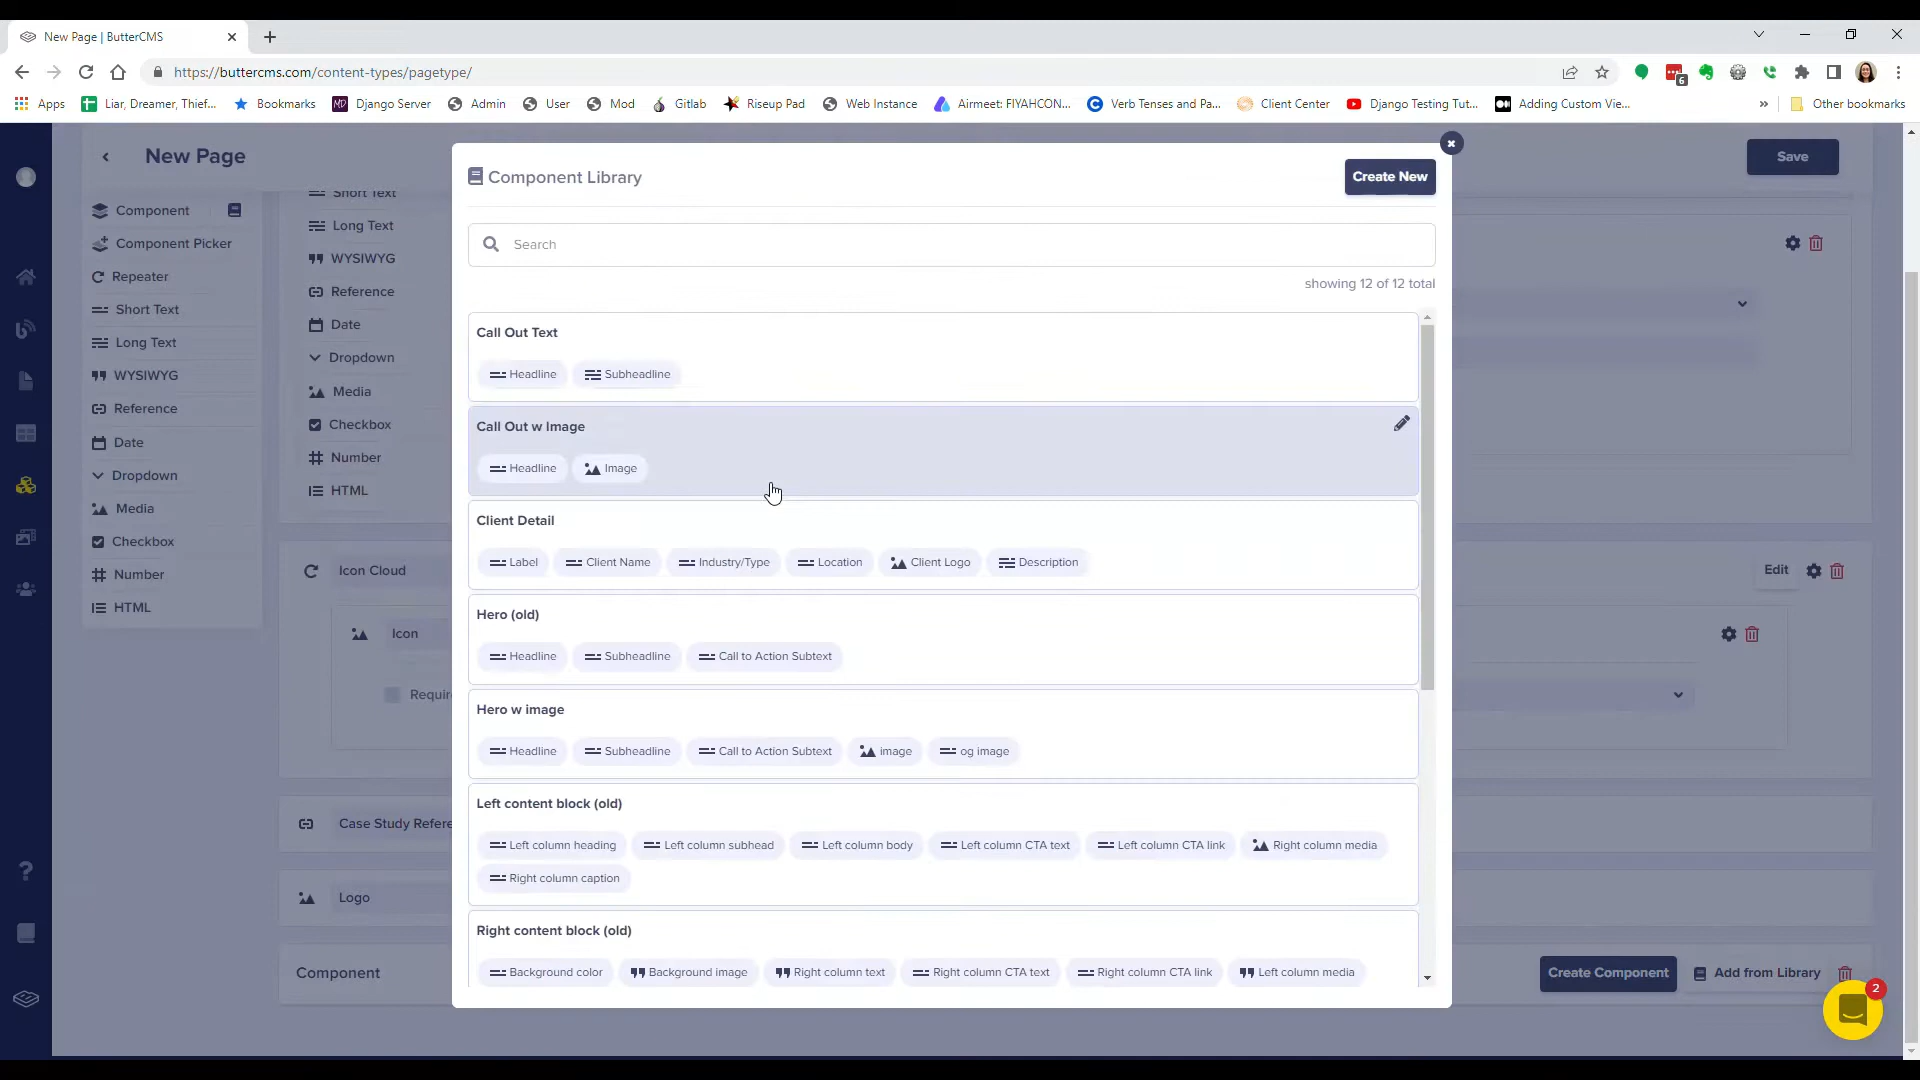 New Page | ButterCMS
https://buttercms.com/content-types/pagetype/
6
Apps
Liar, Dreamer, Thief...
Bookmarks
MD
Django Server
Admin
User
Mod
Gitlab
Riseup Pad
Web Instance
Airmeet: FIYAHCON...
Verb Tenses and Pa...
Client Center
Django Testing Tut...
Adding Custom Vie...
»
Other bookmarks
New Page
Save
Component
Component Picker
Repeater
Short Text
Long Text
WYSIWYG
Reference
Date
Dropdown
Media
Checkbox
Number
HTML
Short Text
Long Text
WYSIWYG
Reference
Date
Dropdown
Media
Checkbox
Number
HTML
Icon Cloud
Edit
Icon
Requir
Case Study Refere
Logo
Component
Create Component
Add from Library
2
Component Library
Create New
Search
showing 12 of 12 total
Call Out Text
Headline Subheadline
Call Out w Image
Headline Image
Client Detail
Label Client Name Industry/Type Location Client Logo Description
Hero (old)
Headline Subheadline Call to Action Subtext
Hero w image
Headline Subheadline Call to Action Subtext image og image
Left content block (old)
Left column heading Left column subhead Left column body Left column CTA text Left column CTA link Right column media
Right column caption
Right content block (old)
Background color Background image Right column text Right column CTA text Right column CTA link Left column media